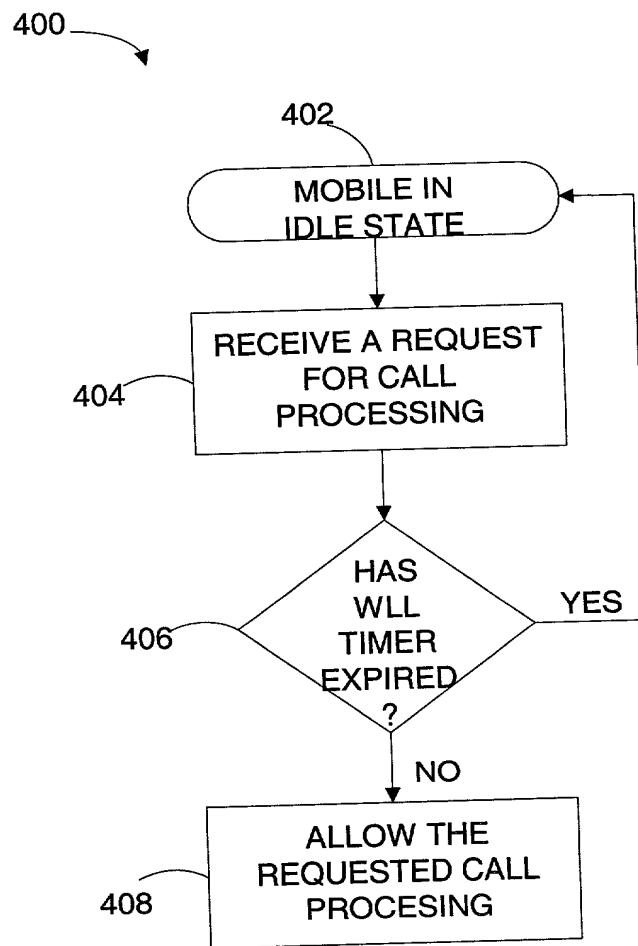 400
402
MOBILE IN
IDLE STATE
RECEIVE A REQUEST
FOR CALL
PROCESSING
404
HAS
WLL
TIMER
EXPIRED
?
YES
406
NO
ALLOW THE
REQUESTED CALL
PROCESING
408